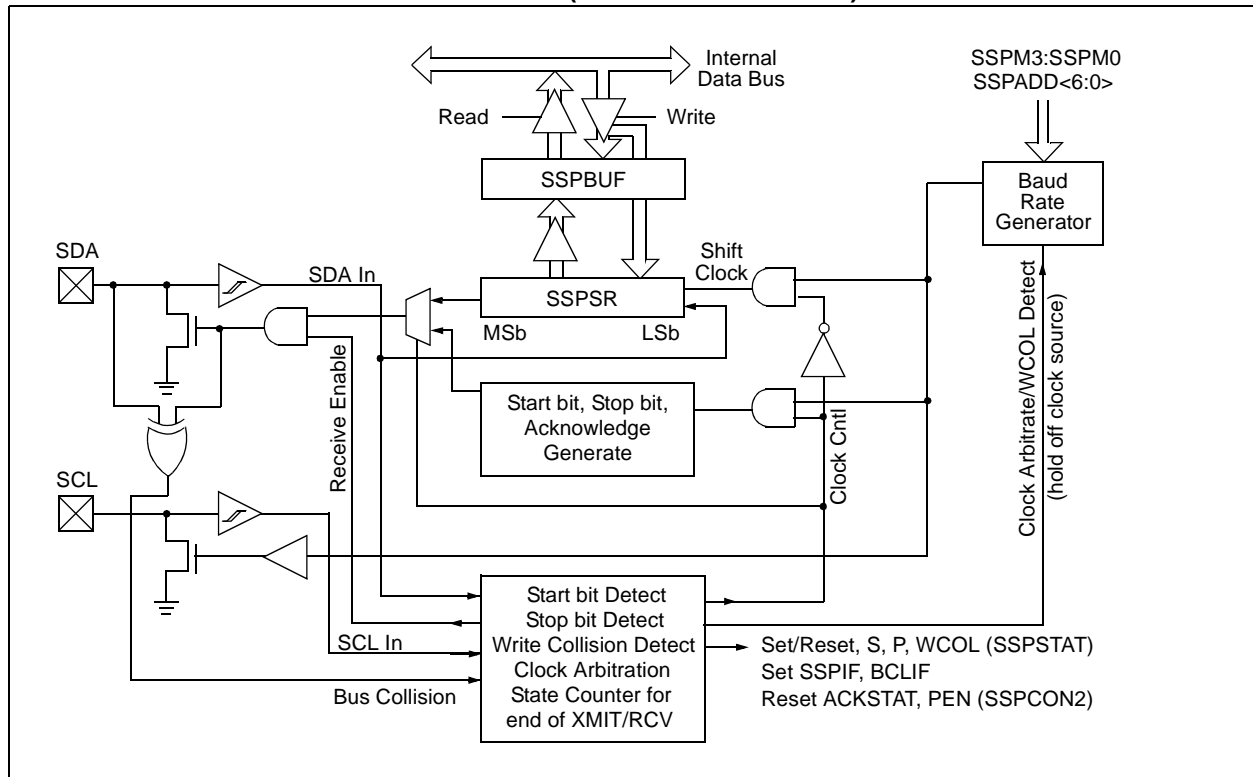 Internal
Data Bus
SSPM3:SSPM0
SSPADD<6:0>
Read
Write
SSPBUF
Baud
Rate
Generator
SDA
SDA In
Shift
Clock
SSPSR
MSb
LSb
Receive Enable
Start bit, Stop bit,
Acknowledge
Generate
Clock Cntl
Clock Arbitrate/WCOL Detect
(hold off clock source)
SCL
SCL In
Bus Collision
Start bit Detect
Stop bit Detect
Write Collision Detect
Clock Arbitration
State Counter for
end of XMIT/RCV
Set/Reset, S, P, WCOL (SSPSTAT)
Set SSPIF, BCLIF
Reset ACKSTAT, PEN (SSPCON2)